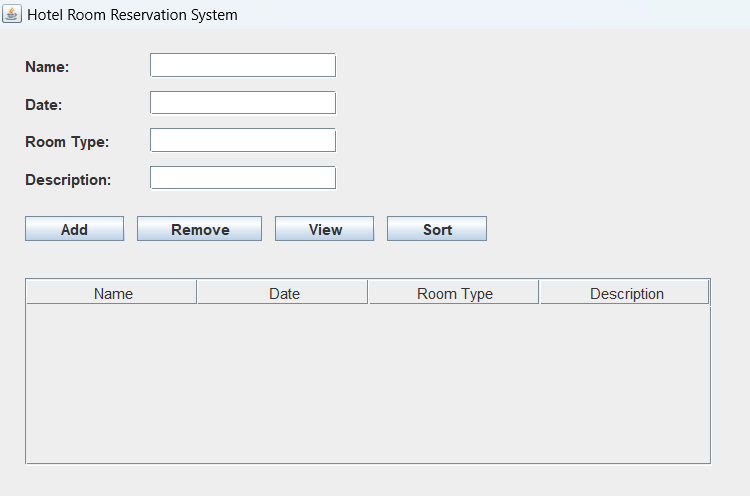 Hotel Room Reservation System
Name:
Date:
Room Type:
Description:
Add Remove View Sort
Name Date Room Type Description